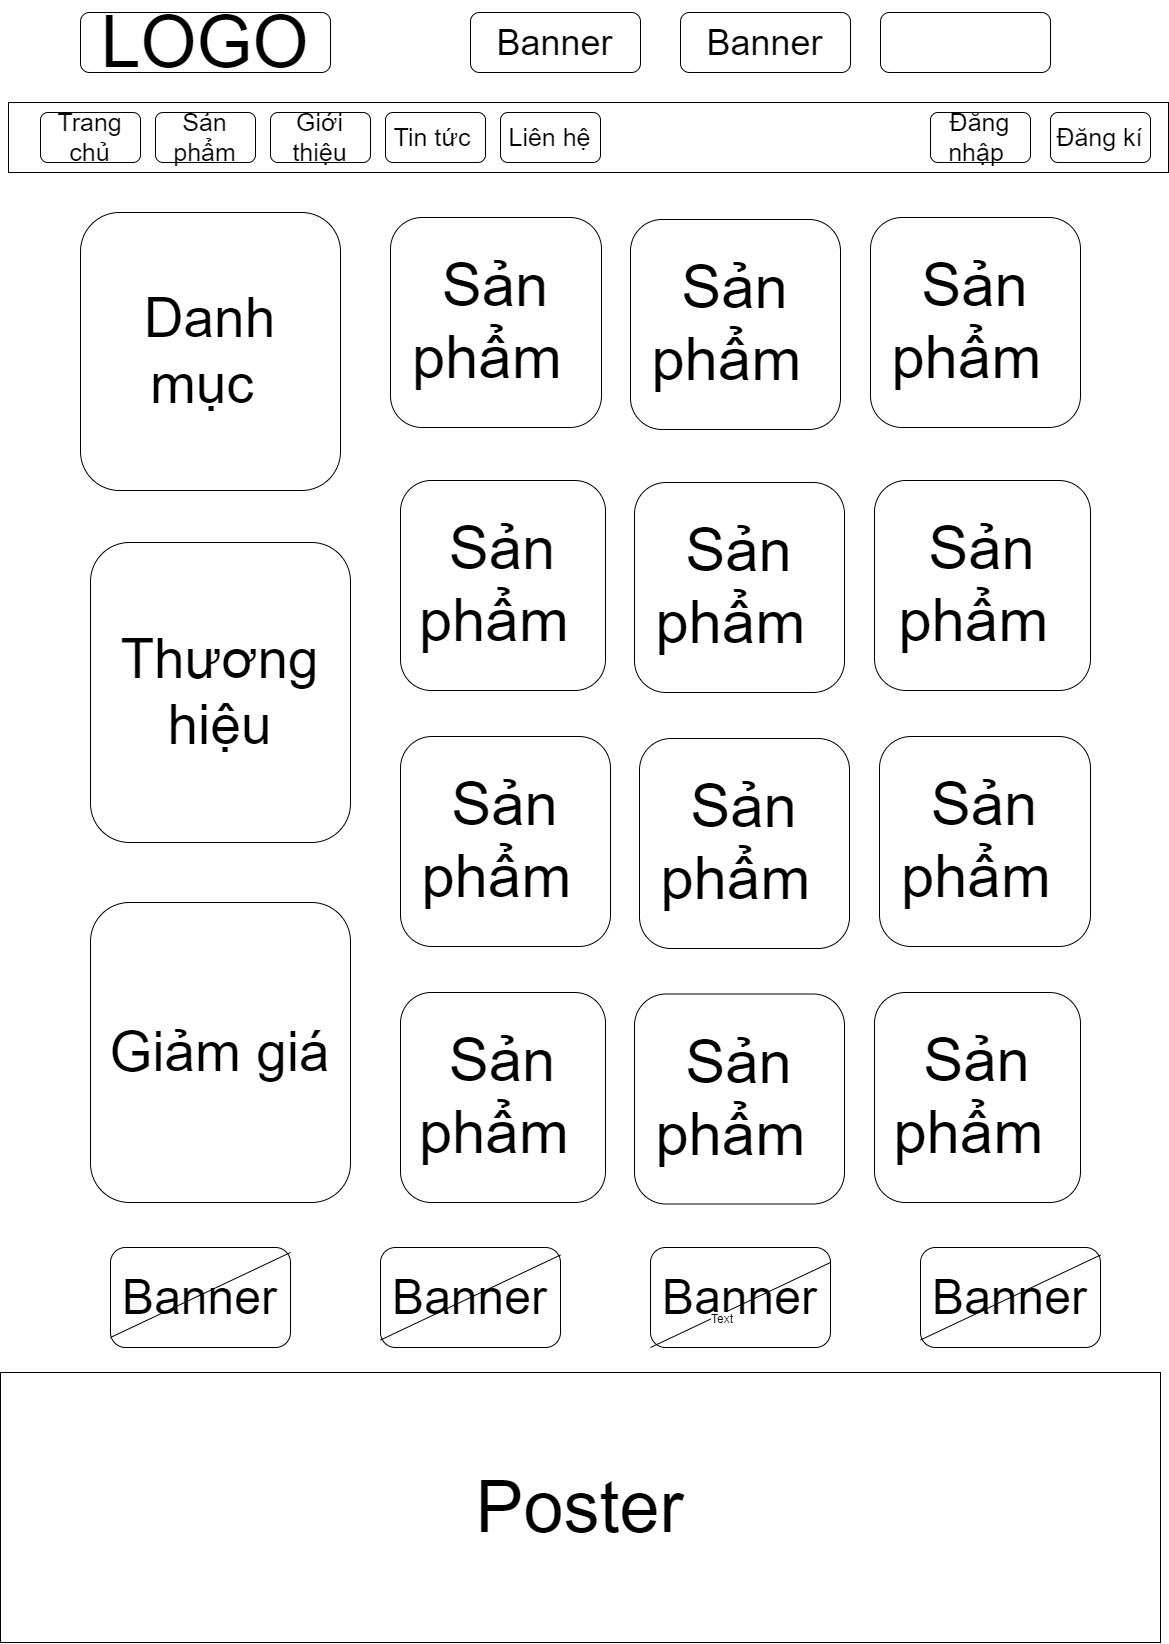 LOGO
Banner
Banner
Trang
chủ
Sản
phẩm
Giới
thiệu
Tin tức
Liên hệ
Đăng
nhập
Đăng kí
Danh
mục
Sản
phẩm
Sản
phẩm
Sản
phẩm
Thương
hiệu
Sản
phẩm
Sản
phẩm
Sản
phẩm
Sản
phẩm
Sản
phẩm
Sản
phẩm
Giảm giá
Sản
phẩm
Sản
phẩm
Sản
phẩm
Banner
Banner
Banner
Text
Banner
Poster